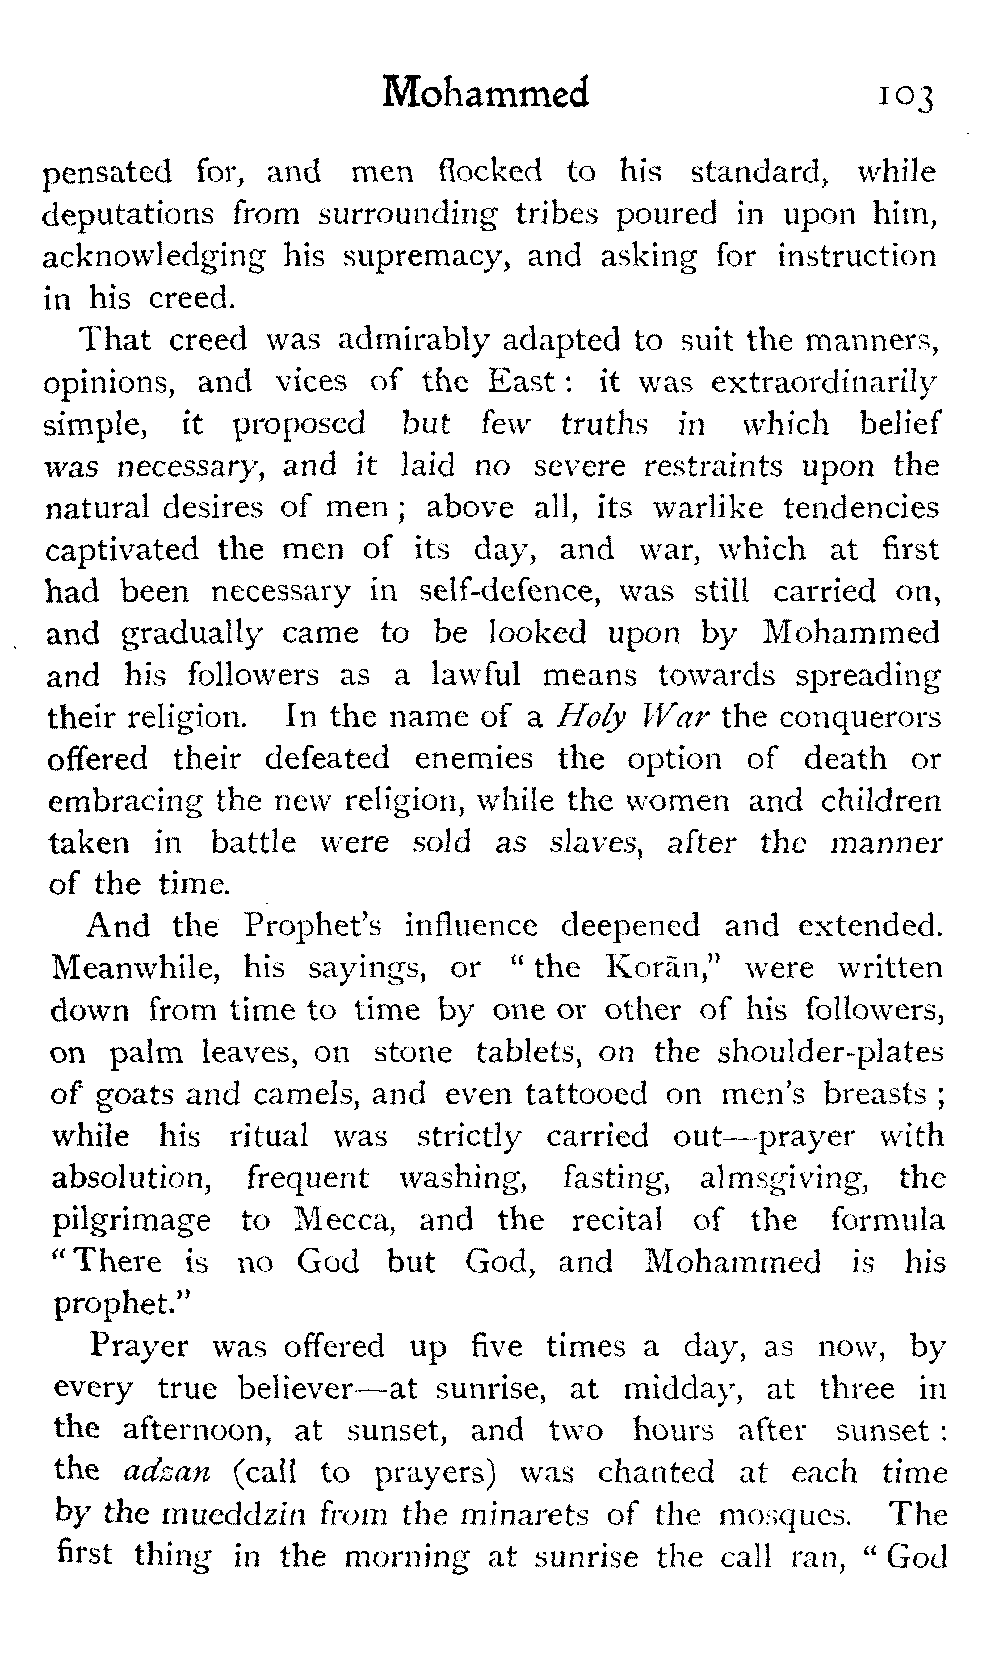 Mohammed 103
pensated for, and men flocked to his standard, while
deputations from surrounding tribes poured in upon him,
acknowledging his supremacy, and asking for instruction
in his creed.
That creed was admirably adapted to suit the manners,
opinions, and vices of the East : it was extraordinarily
simple, it proposed but few truths in which belief
was necessary, and it laid no severe restraints upon the
natural desires of men ; above all, its warlike tendencies
captivated the men of its day, and war, which at first
had been necessary in self-defence, was still carried on,
and gradually came to be looked upon by Mohammed
and his followers as a lawful means towards spreading
their religion. In the name of a Holy War the conquerors
offered their defeated enemies the option of death or
embracing the new religion, while the women and children
taken in battle were sold as slaves, after the manner
of the time.
And the Prophet's influence deepened and extended.
Meanwhile, his sayings, or “ the Korān,” were written
down from time to time by one or other of his followers,
on palm leaves, on stone tablets, on the shoulder-plates
of goats and camels, and even tattooed on men's breasts ;
while his ritual was strictly carried out—prayer with
absolution, frequent washing, fasting, almsgiving, the
pilgrimage to Mecca, and the recital of the formula
“ There is no God but God, and Mohammed is his
prophet.”
Prayer was offered up five times a day, as now, by
every true believer—at sunrise, at midday, at three in
the afternoon, at sunset, and two hours after sunset :
the adzan (call to prayers) was chanted at each time
by the mueddzin from the minarets of the mosques. The
first thing in the morning at sunrise the call ran, “ God